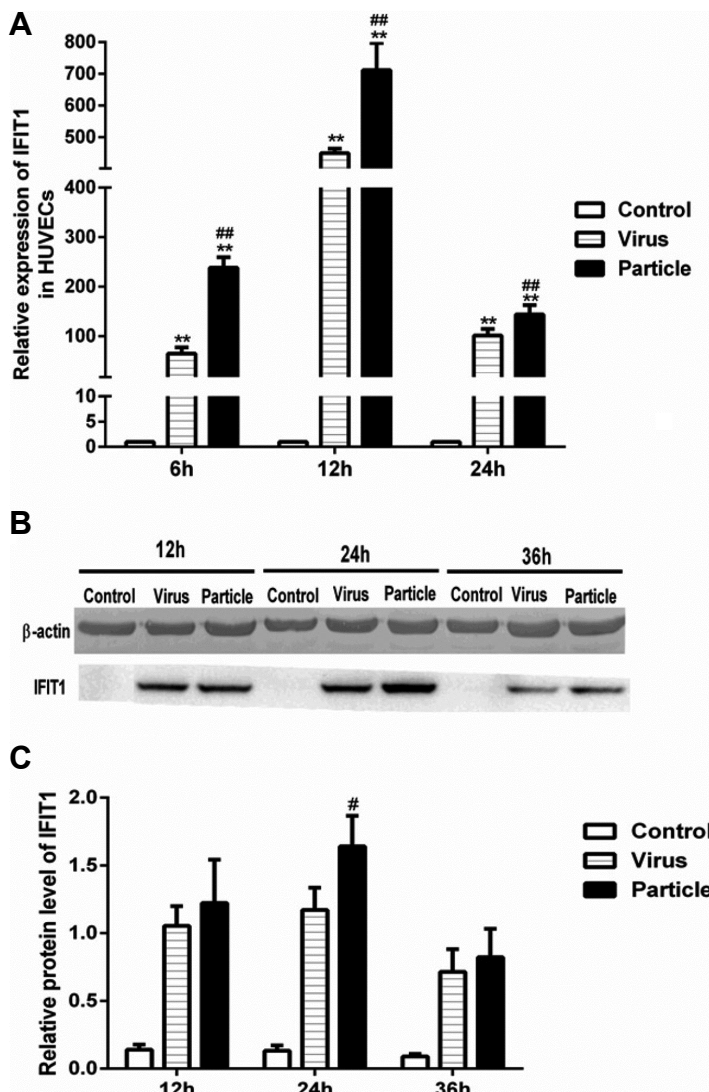 A
Relative expression of IFIT1
in HUVECs
800
700
600
500
400
300
200
100
10
5
0
**
##
**
**
##
**
**
##
**
6h
12h
24h
Control
Virus
Particle
B
12h
24h
36h
Control
Virus
Particle
Control
Virus
Particle
Control
Virus
Particle
β-actin
IFIT1
C
Relative protein level of IFIT1
2.0
1.5
1.0
0.5
0.0
#
12h
24h
36h
Control
Virus
Particle